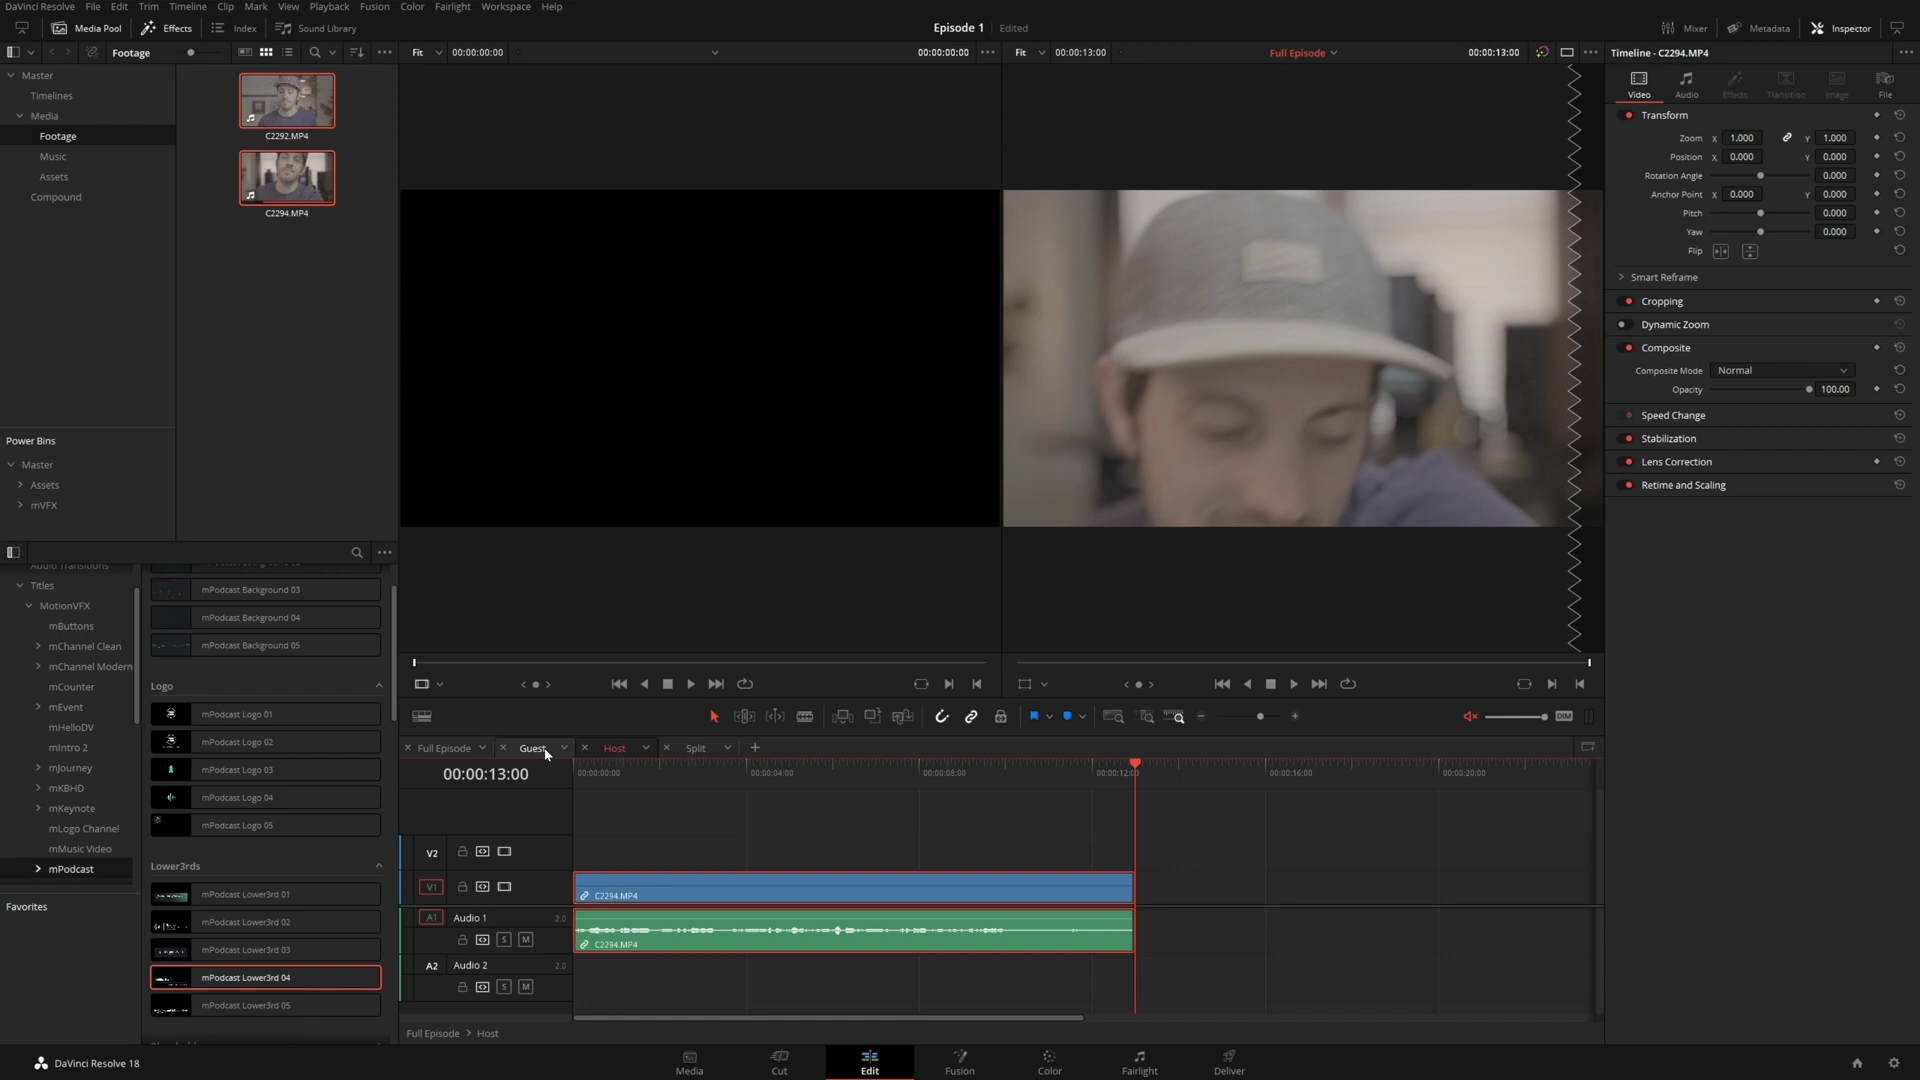 DaVinci Resolve File Edit Trim Timeline Clip Mark View Playback Fusion Color Fairlight Workspace Help
Media Pool Effects Index Sound Library Episode 1 Edited Mixer Metadata Inspector
Footage Fit 00:00:00:00 00:00:00:00 Fit 00:00:13:00 Full Episode 00:00:13:00 Timeline - C2294.MP4
Master
Timelines
Media
Footage
Music
Assets
Compound
C2292.MP4
C2294.MP4
Power Bins
Master
Assets
mVFX
Video Audio Effects Transition Image File
Transform
Zoom X 1.000 Y 1.000
Position X 0.000 Y 0.000
Rotation Angle 0.000
Anchor Point X 0.000 Y 0.000
Pitch 0.000
Yaw 0.000
Flip
Smart Reframe
Cropping
Dynamic Zoom
Composite
Composite Mode Normal
Opacity 100.00
Speed Change
Stabilization
Lens Correction
Retime and Scaling
Audio Transitions
Titles
MotionVFX
mButtons
mChannel Clean
mChannel Modern
mCounter
mEvent
mHelloDV
mIntro 2
mJourney
mKBHD
mKeynote
mLogo Channel
mMusic Video
mPodcast
Favorites
mPodcast Background 03
mPodcast Background 04
mPodcast Background 05
Logo
mPodcast Logo 01
mPodcast Logo 02
mPodcast Logo 03
mPodcast Logo 04
mPodcast Logo 05
Lower3rds
mPodcast Lower3rd 01
mPodcast Lower3rd 02
mPodcast Lower3rd 03
mPodcast Lower3rd 04
mPodcast Lower3rd 05
DIM
Full Episode Guest Host Split
00:00:13:00 00:00:00:00 00:00:04:00 00:00:08:00 00:00:12:00 00:00:16:00 00:00:20:00
V2
V1 C2294.MP4
A1 Audio 1 2.0
S M C2294.MP4
A2 Audio 2 2.0
S M
Full Episode > Host
DaVinci Resolve 18 Media Cut Edit Fusion Color Fairlight Deliver